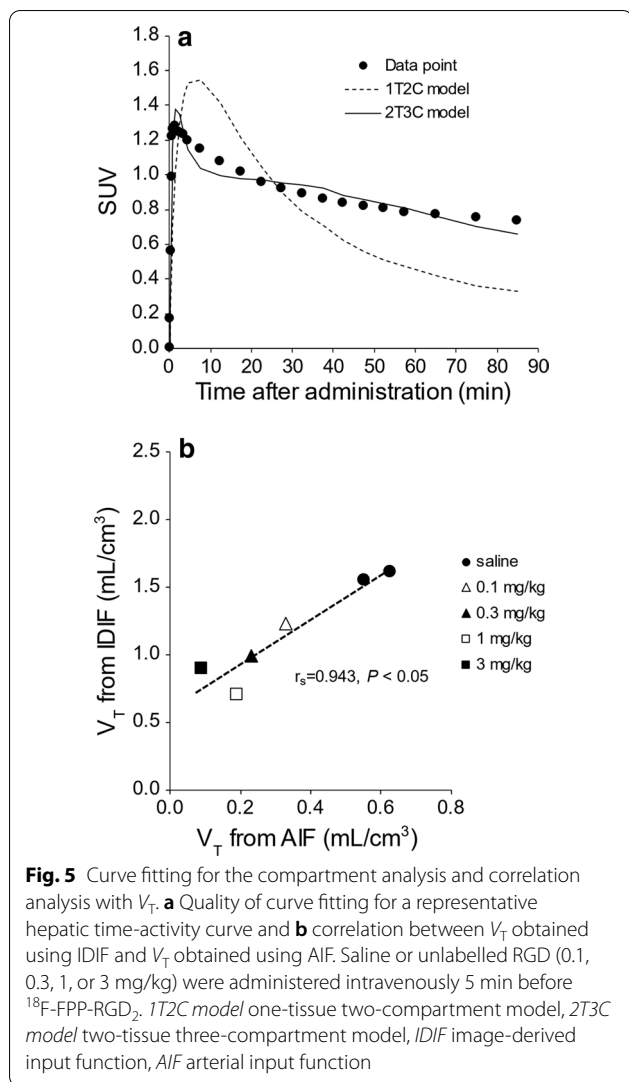 a
1.8
1.6
1.4
1.2
1.0
0.8
0.6
0.4
0.2
0.0
SUV
Data point
1T2C model
2T3C model
0 10 20 30 40 50 60 70 80 90
Time after administration (min)
b
2.5
2.0
1.5
1.0
0.5
0.0
V_T from IDIF (mL/cm³)
saline
0.1 mg/kg
0.3 mg/kg
1 mg/kg
3 mg/kg
r_s=0.943, P < 0.05
0.0 0.2 0.4 0.6 0.8
V_T from AIF (mL/cm³)
Fig. 5 Curve fitting for the compartment analysis and correlation
analysis with V_T. a Quality of curve fitting for a representative
hepatic time-activity curve and b correlation between V_T obtained
using IDIF and V_T obtained using AIF. Saline or unlabelled RGD (0.1,
0.3, 1, or 3 mg/kg) were administered intravenously 5 min before
¹⁸F-FPP-RGD₂. 1T2C model one-tissue two-compartment model, 2T3C
model two-tissue three-compartment model, IDIF image-derived
input function, AIF arterial input function